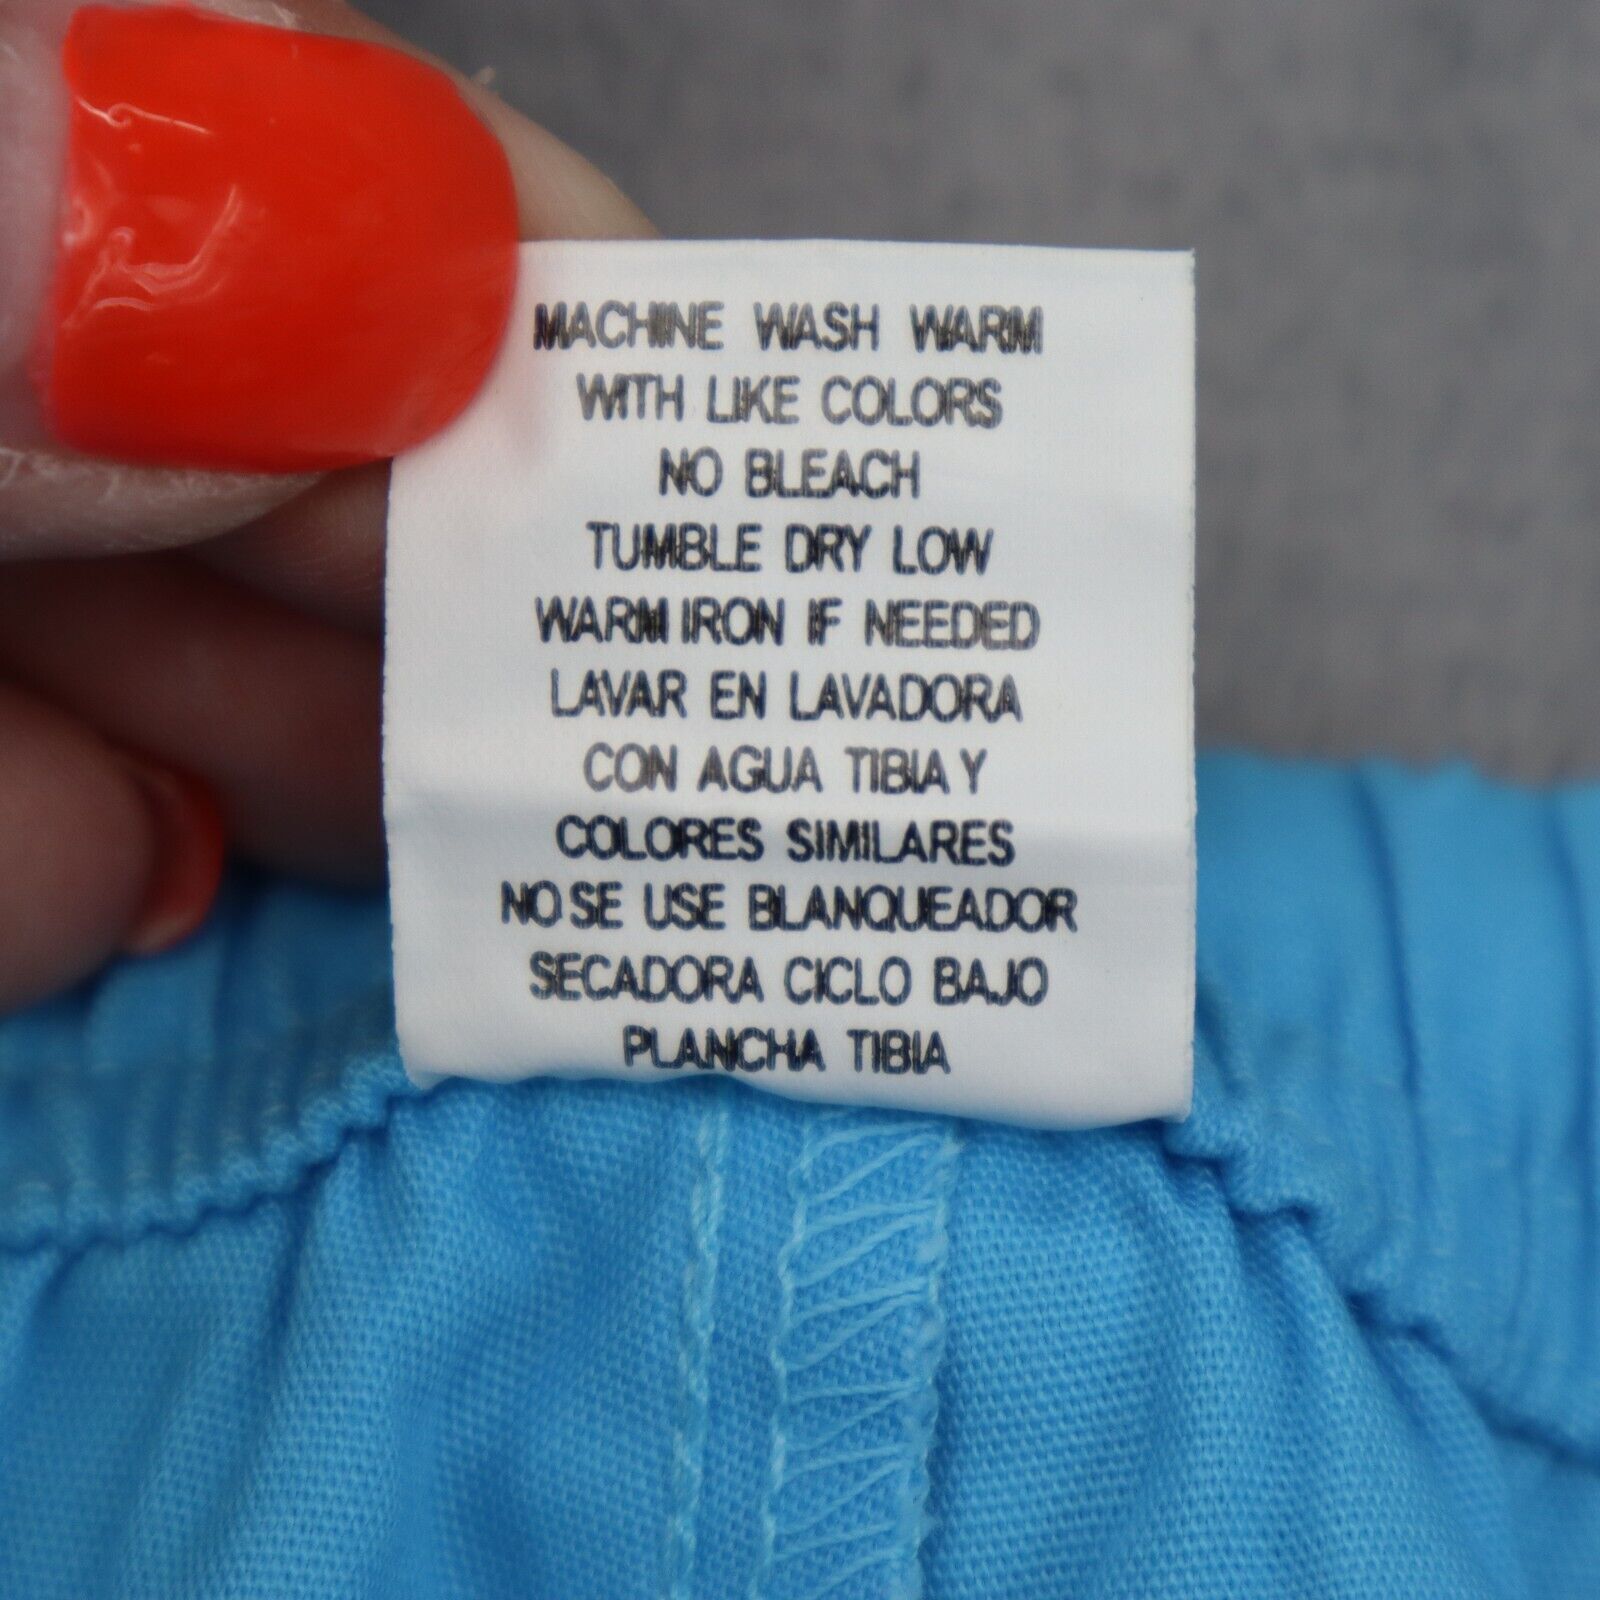 MACHINE WASH WARM
WITH LIKE COLORS
NO BLEACH
TUMBLE DRY LOW
WARM IRON IF NEEDED
LAVAR EN LAVADORA
CON AGUA TIBIA Y
COLORES SIMILARES
NO SE USE BLANQUEADOR
SECADORA CICLO BAJO
PLANCHA TIBIA